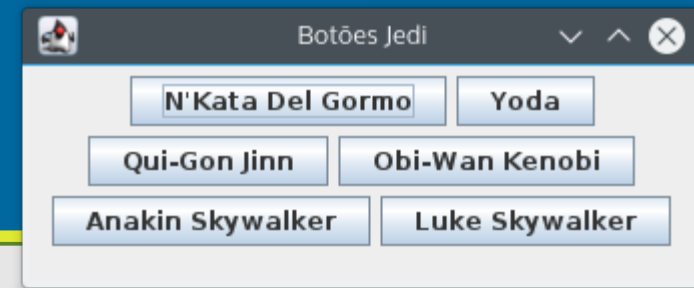 Botões Jedi
N'Kata Del Gormo Yoda
Qui-Gon Jinn Obi-Wan Kenobi
Anakin Skywalker Luke Skywalker